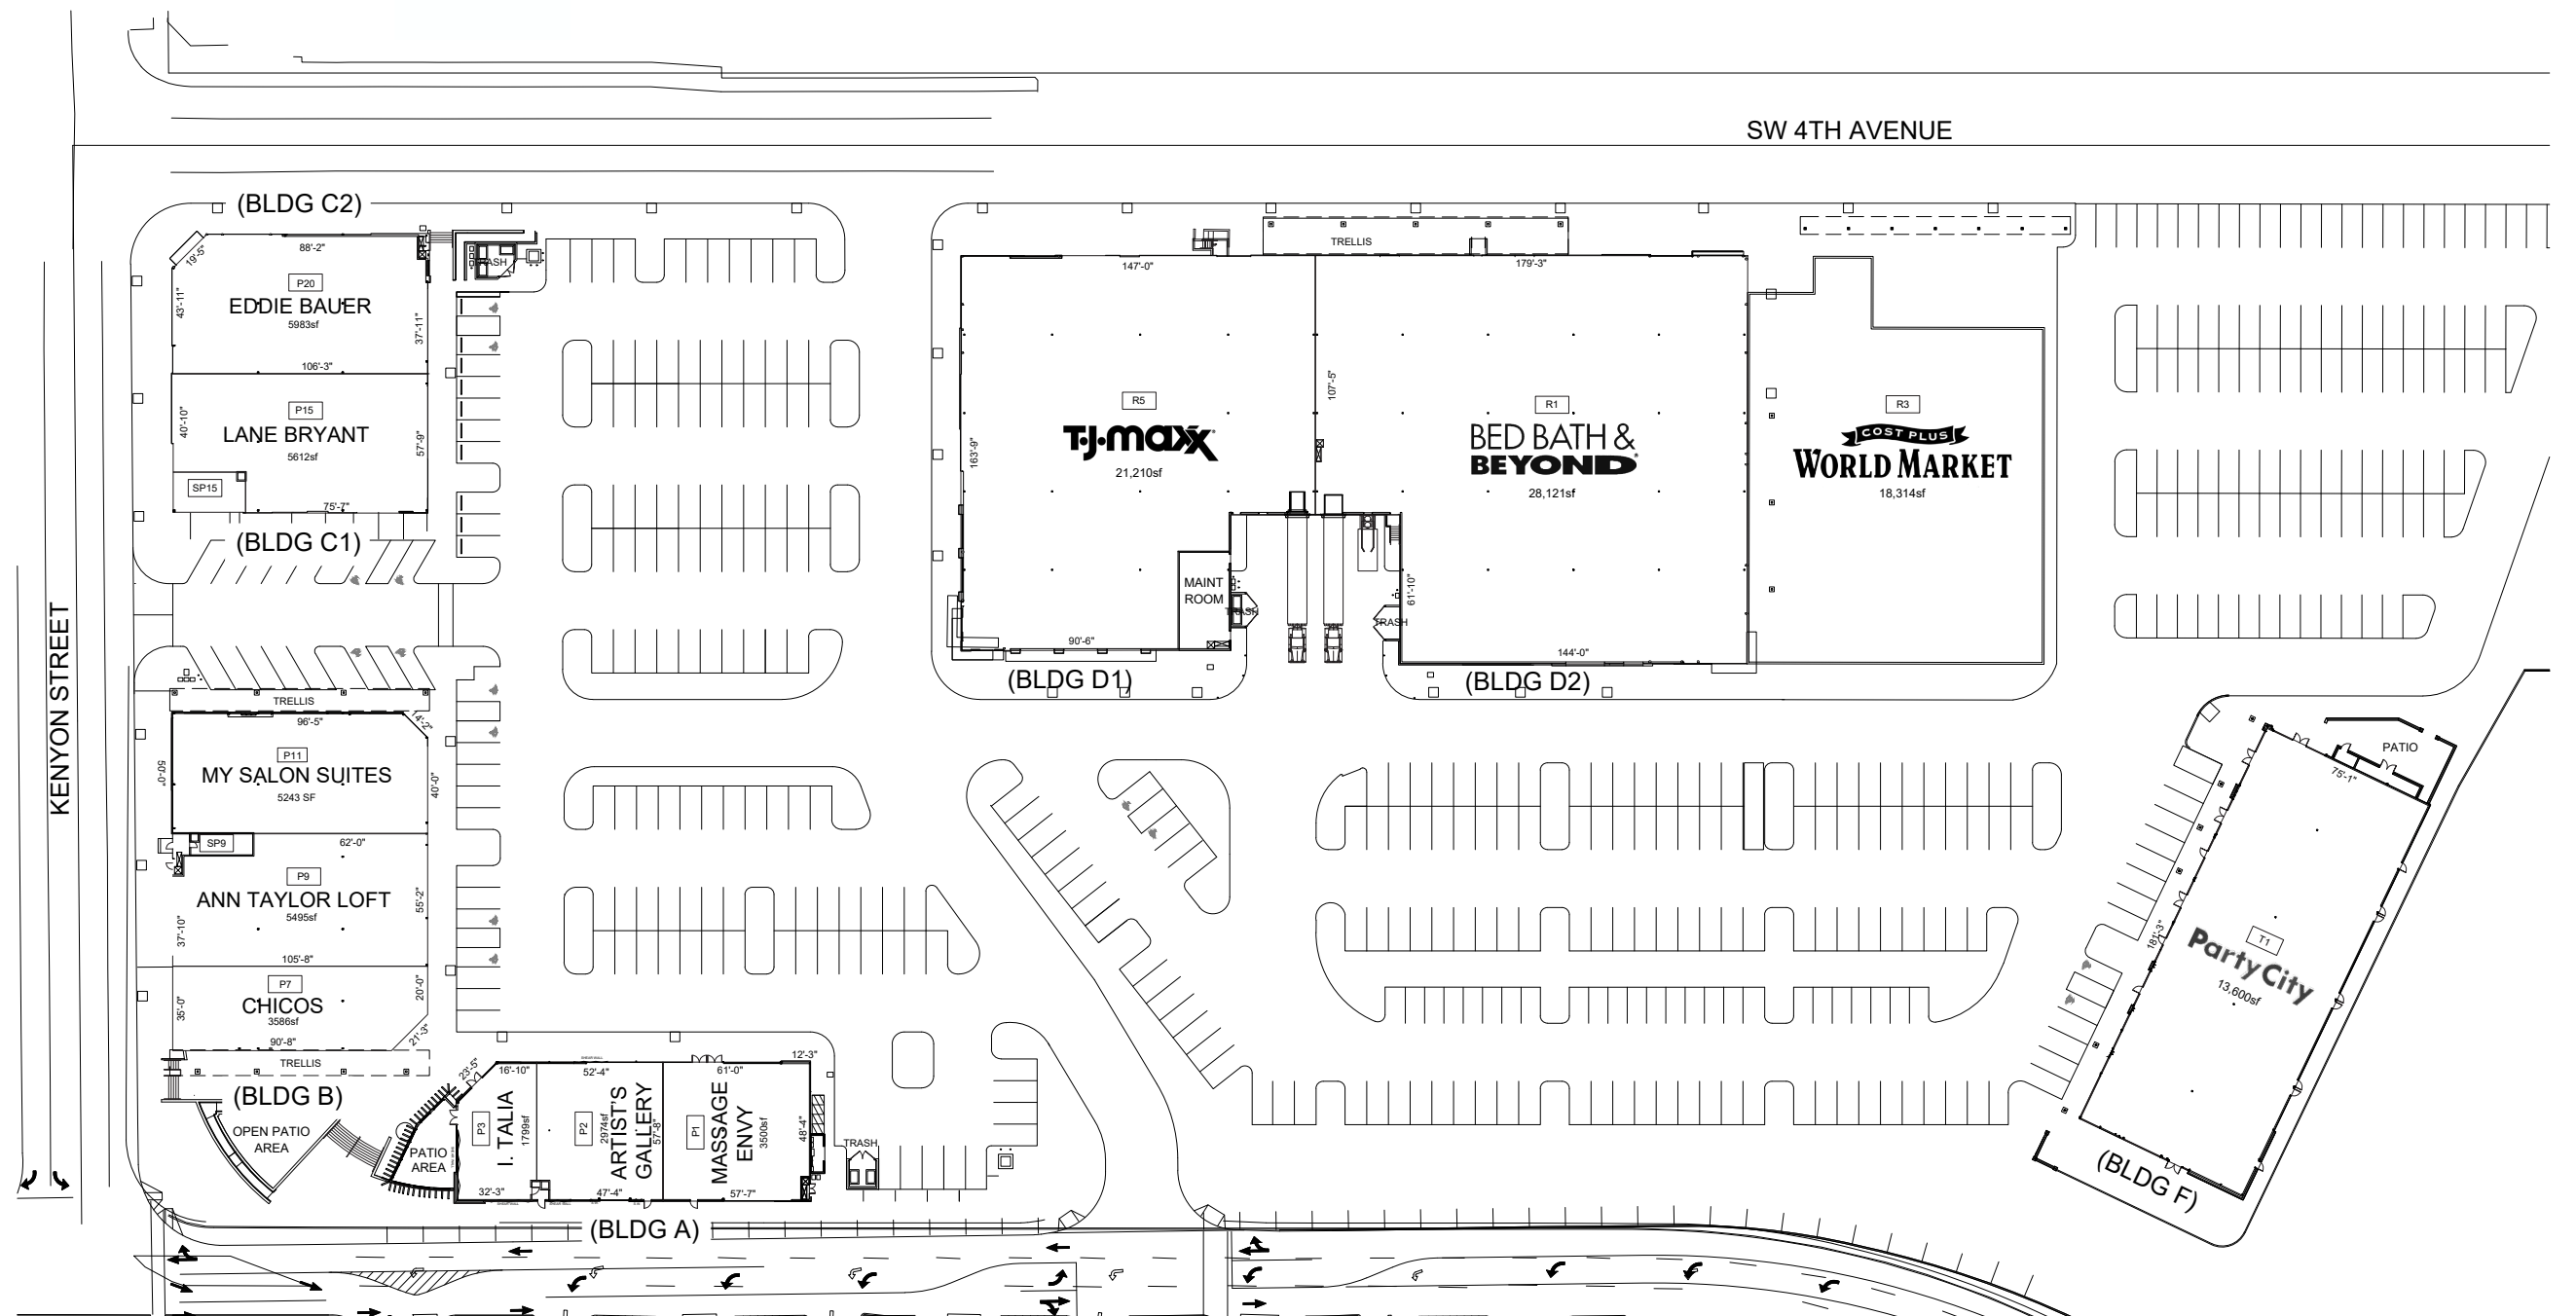 SW 4TH AVENUE
KENYON STREET
(BLDG C2)
88'-2"
19'-5"
P20
EDDIE BAUER
5983sf
43'-11"
37'-11"
106'-3"
P15
LANE BRYANT
5612sf
40'-10"
57'-9"
SP15
75'-7"
(BLDG C1)
TRELLIS
96'-5"
14'-2"
P11
MY SALON SUITES
5243 SF
50'-0"
40'-0"
SP9
62'-0"
P9
ANN TAYLOR LOFT
5495sf
55'-2"
37'-10"
105'-8"
P7
CHICOS
3586sf
20'-0"
35'-0"
90'-8"
21'-3"
TRELLIS
(BLDG B)
OPEN PATIO
AREA
PATIO
AREA
23'-5"
16'-10"
P3
I. TALIA
1799sf
32'-3"
52'-4"
P2
2974sf
ARTIST'S
GALLERY
57'-8"
47'-4"
61'-0"
12'-3"
P1
MASSAGE
ENVY
3500sf
48'-4"
57'-7"
TRASH
(BLDG A)
TRELLIS
147'-0"
179'-3"
R5
T·J·maxx
21,210sf
163'-9"
107'-5"
MAINT
ROOM
TRASH
90'-6"
(BLDG D1)
R1
BED BATH &
BEYOND
28,121sf
61'-10"
TRASH
144'-0"
(BLDG D2)
R3
COST PLUS
WORLD MARKET
18,314sf
PATIO
75'-1"
181'-3"
T1
PartyCity
13,600sf
(BLDG F)